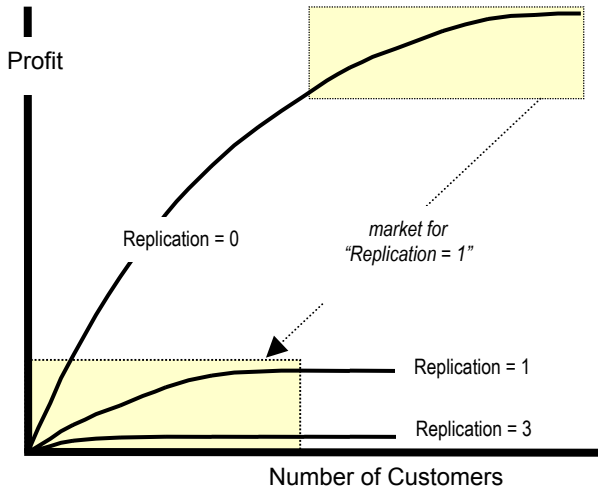 Profit
Replication = 0
market for
“Replication = 1”
Replication = 1
Replication = 3
Number of Customers